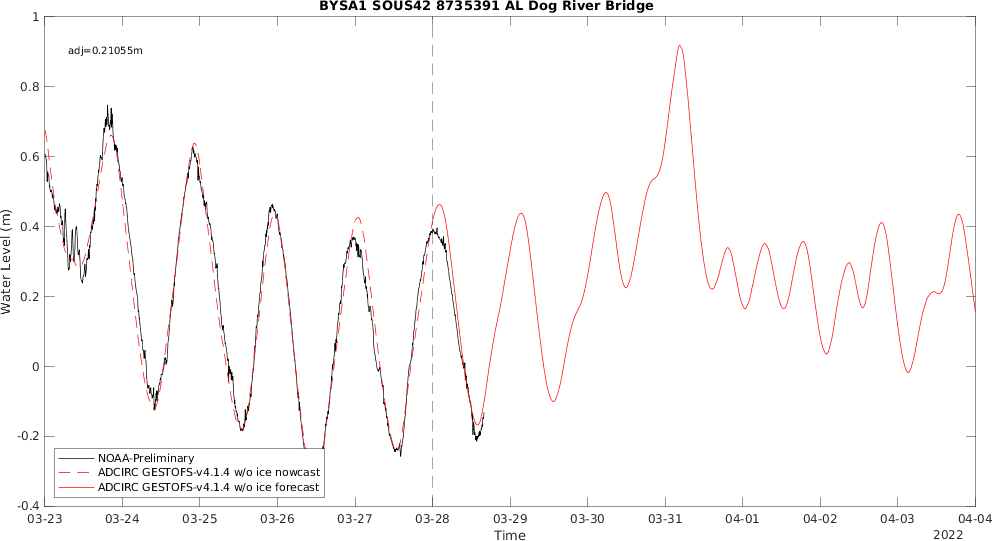 BYSA1 SOUS42 8735391 AL Dog River Bridge
adj=0.21055m
Water Level (m)
1
0.8
0.6
0.4
0.2
0
-0.2
-0.4
NOAA-Preliminary
ADCIRC GESTOFS-v4.1.4 w/o ice nowcast
ADCIRC GESTOFS-v4.1.4 w/o ice forecast
03-23 03-24 03-25 03-26 03-27 03-28 03-29 03-30 03-31 04-01 04-02 04-03 04-04
Time
2022